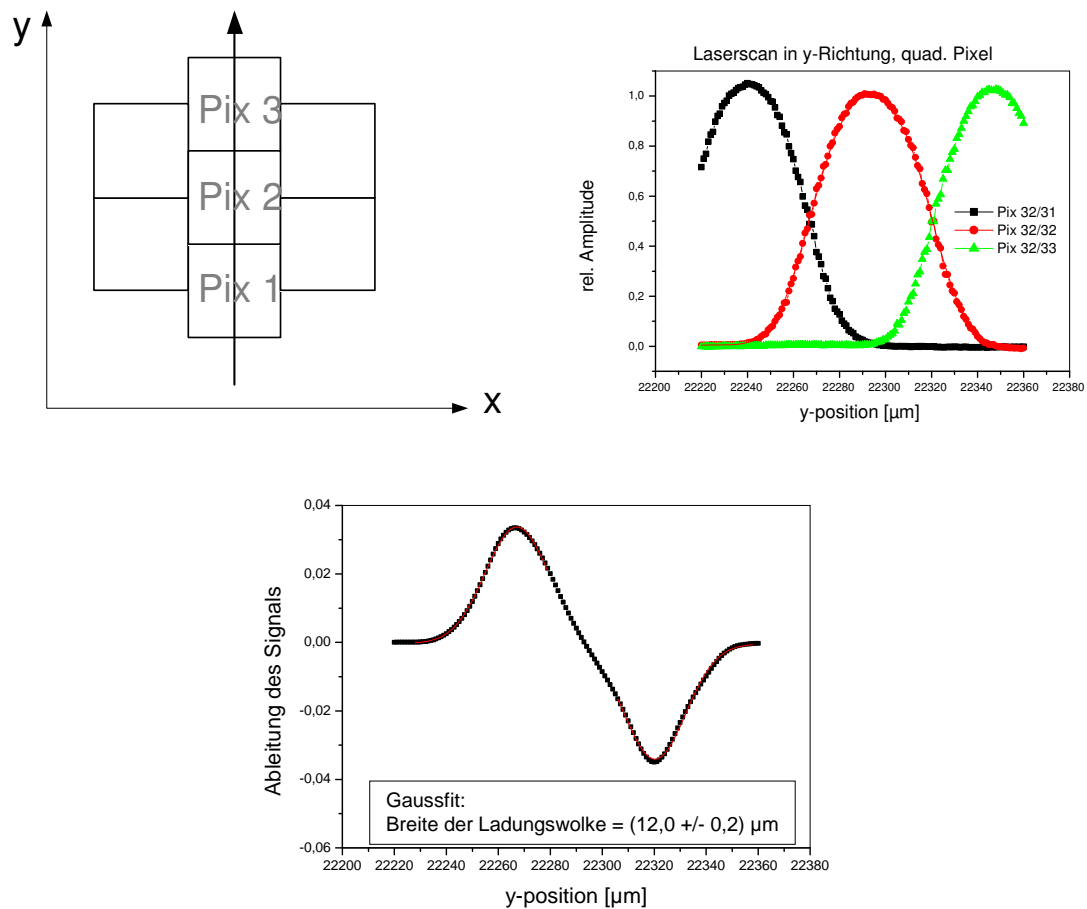 y
Pix 3
Pix 2
Pix 1
x
Laserscan in y-Richtung, quad. Pixel
rel. Amplitude
1,0
0,8
0,6
0,4
0,2
0,0
Pix 32/31
Pix 32/32
Pix 32/33
22200 22220 22240 22260 22280 22300 22320 22340 22360 22380
y-position [µm]
Ableitung des Signals
0,04
0,02
0,00
-0,02
-0,04
-0,06
Gaussfit:
Breite der Ladungswolke = (12,0 +/- 0,2) µm
22200 22220 22240 22260 22280 22300 22320 22340 22360 22380
y-position [µm]